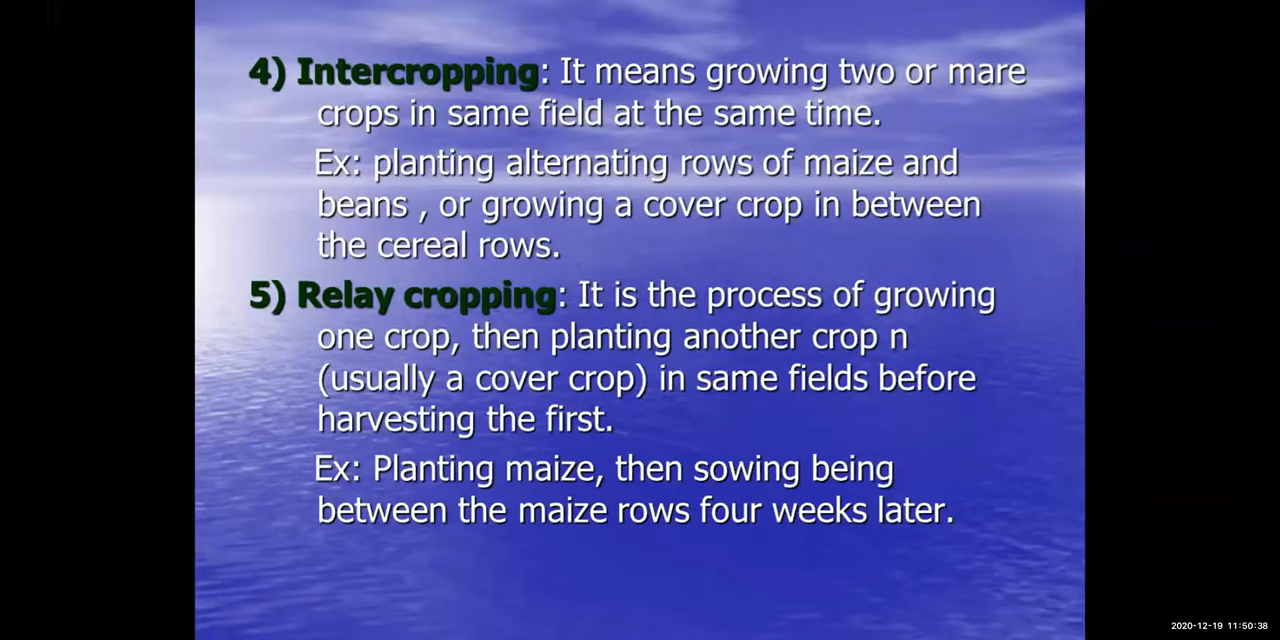 4) Intercropping: It means growing two or mare
crops in same field at the same time.
Ex: planting alternating rows of maize and
beans , or growing a cover crop in between
the cereal rows.
5) Relay cropping: It is the process of growing
one crop, then planting another crop n
(usually a cover crop) in same fields before
harvesting the first.
Ex: Planting maize, then sowing being
between the maize rows four weeks later.
2020-12-19 11:50:38